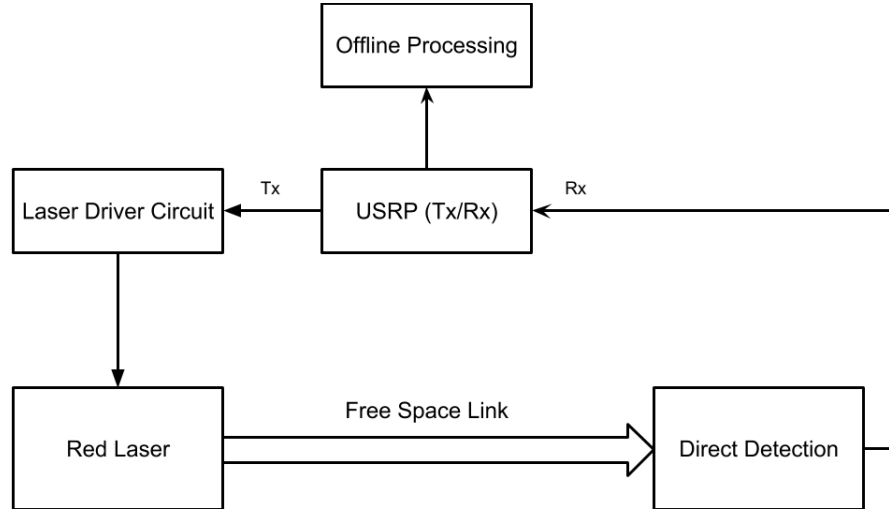 Offline Processing
Tx
Rx
Laser Driver Circuit
USRP (Tx/Rx)
Free Space Link
Red Laser
Direct Detection